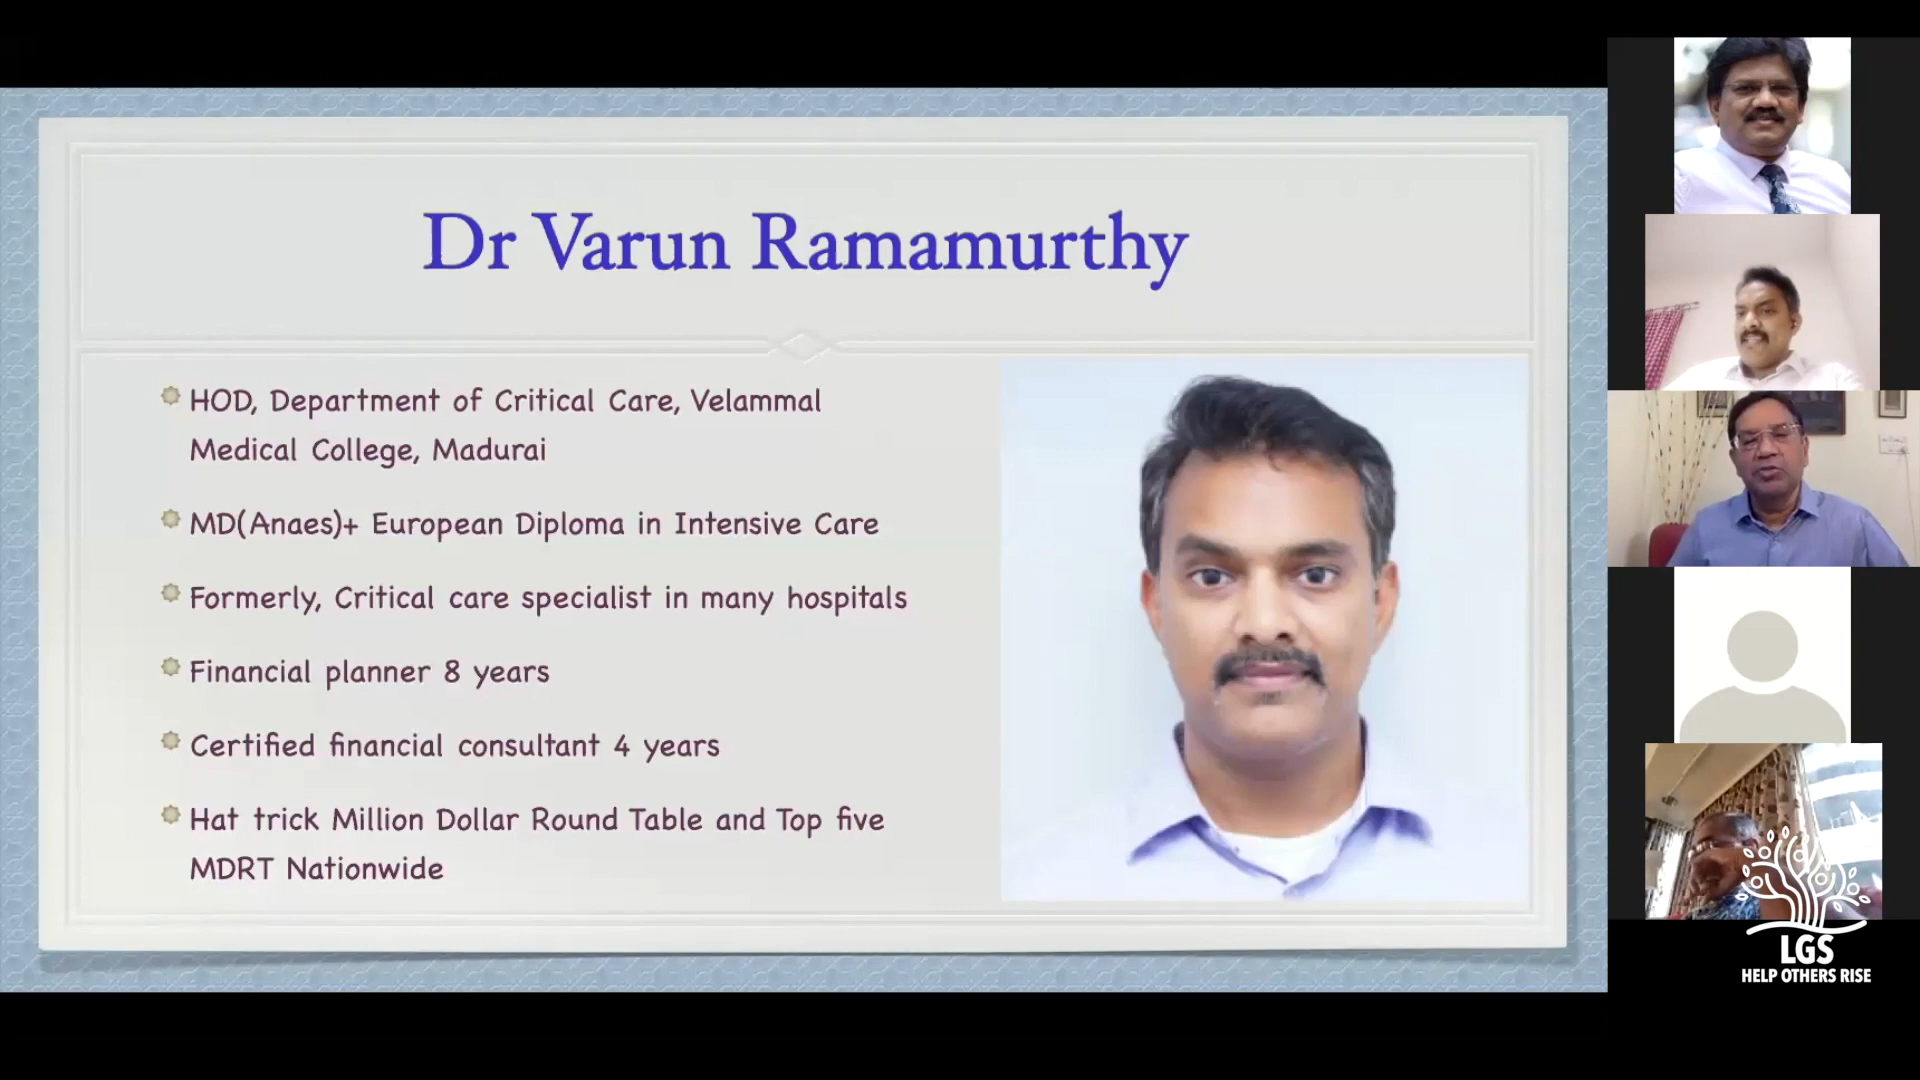 Dr Varun Ramamurthy
HOD, Department of Critical Care, Velammal
Medical College, Madurai
MD(Anaes)+ European Diploma in Intensive Care
Formerly, Critical care specialist in many hospitals
Financial planner 8 years
Certified financial consultant 4 years
Hat trick Million Dollar Round Table and Top five
MDRT Nationwide
LGS
HELP OTHERS RISE